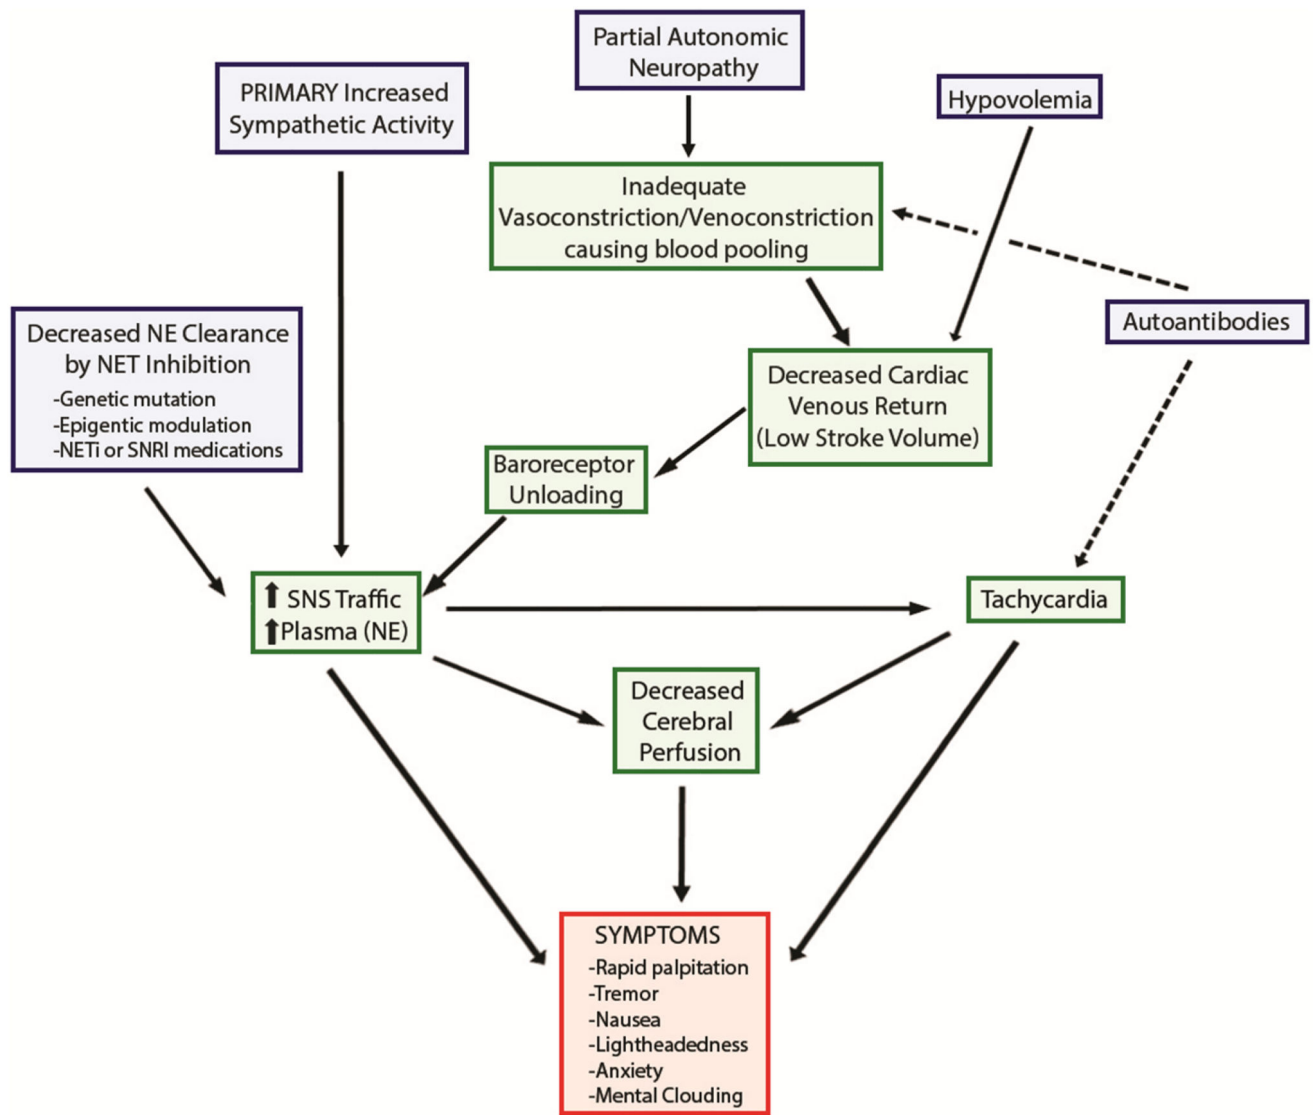 Partial Autonomic
Neuropathy
PRIMARY Increased
Sympathetic Activity
Hypovolemia
Inadequate
Vasoconstriction/Venoconstriction
causing blood pooling
Autoantibodies
Decreased NE Clearance
by NET Inhibition
-Genetic mutation
-Epigentic modulation
-NETi or SNRI medications
Decreased Cardiac
Venous Return
(Low Stroke Volume)
Baroreceptor
Unloading
SNS Traffic
Plasma (NE)
Tachycardia
Decreased
Cerebral
Perfusion
SYMPTOMS
-Rapid palpitation
-Tremor
-Nausea
-Lightheadedness
-Anxiety
-Mental Clouding